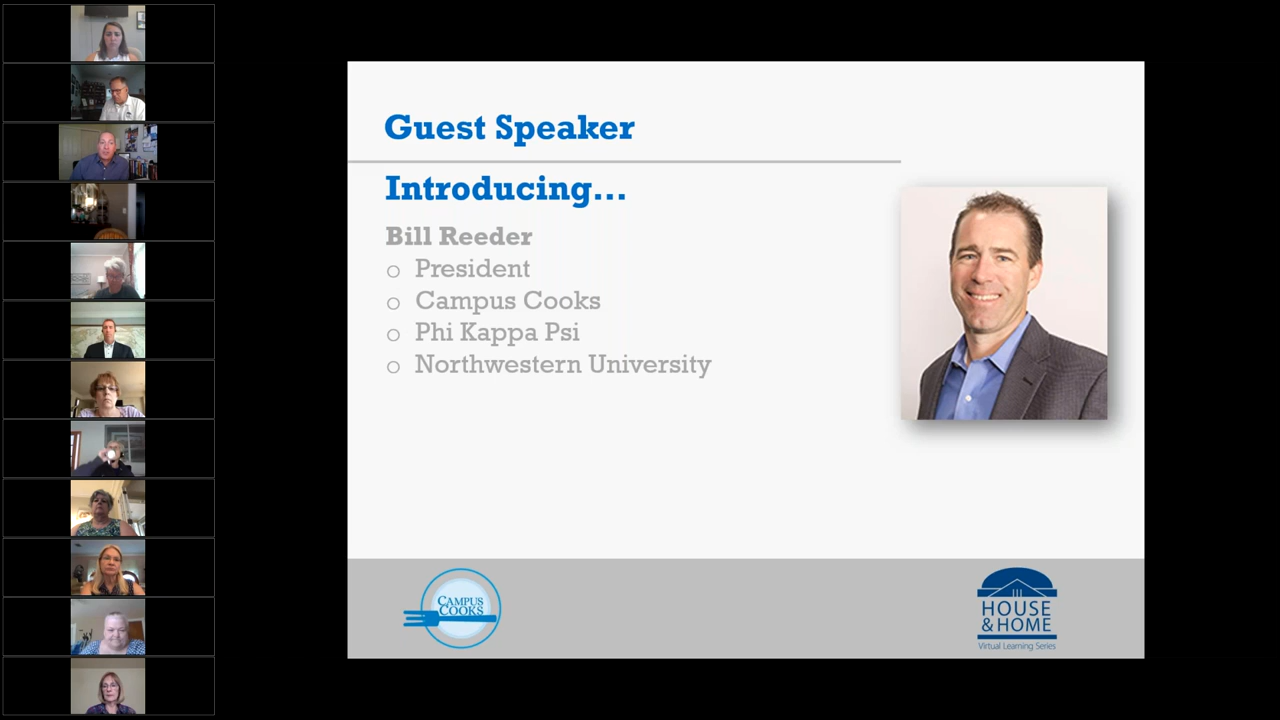 Guest Speaker
Introducing...
Bill Reeder
President
Campus Cooks
Phi Kappa Psi
Northwestern University
CAMPUS
COOKS
HOUSE
& HOME
Virtual Learning Series